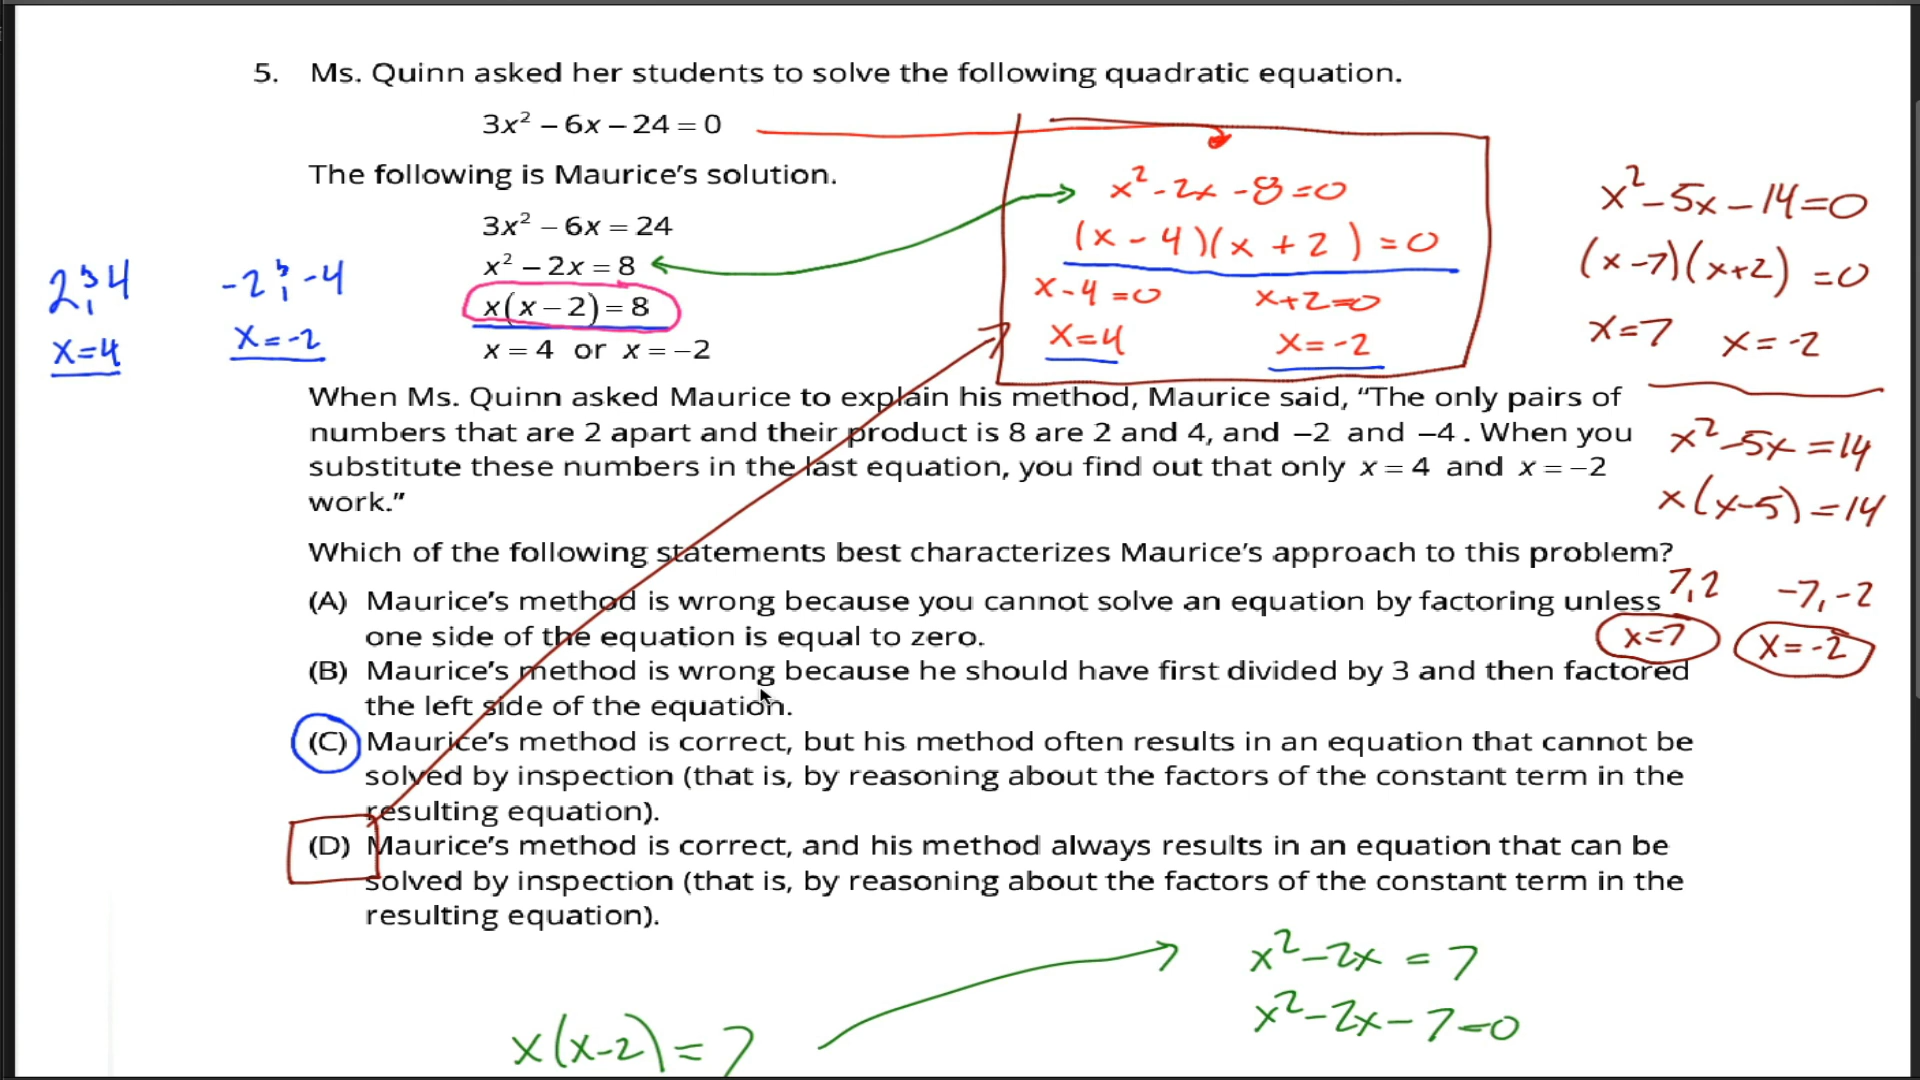 5. Ms. Quinn asked her students to solve the following quadratic equation.
3x² – 6x – 24 = 0
The following is Maurice’s solution.
3x² – 6x = 24
x² – 2x = 8
x(x – 2) = 8
x = 4 or x = –2
2 ; 4
x=4
-2 ; -4
x=-2
x²-2x-8=0
(x-4)(x+2)=0
x-4=0 x+2=0
x=4 x=-2
x²-5x-14=0
(x-7)(x+2)=0
x=7 x=-2
When Ms. Quinn asked Maurice to explain his method, Maurice said, “The only pairs of
numbers that are 2 apart and their product is 8 are 2 and 4, and –2 and –4. When you
substitute these numbers in the last equation, you find out that only x = 4 and x = –2
work.”
x²-5x=14
x(x-5)=14
7,2 -7,-2
x=7 x=-2
Which of the following statements best characterizes Maurice’s approach to this problem?
(A) Maurice’s method is wrong because you cannot solve an equation by factoring unless
one side of the equation is equal to zero.
(B) Maurice’s method is wrong because he should have first divided by 3 and then factored
the left side of the equation.
(C) Maurice’s method is correct, but his method often results in an equation that cannot be
solved by inspection (that is, by reasoning about the factors of the constant term in the
resulting equation).
(D) Maurice’s method is correct, and his method always results in an equation that can be
solved by inspection (that is, by reasoning about the factors of the constant term in the
resulting equation).
x(x-2)=7
x²-2x=7
x²-2x-7=0